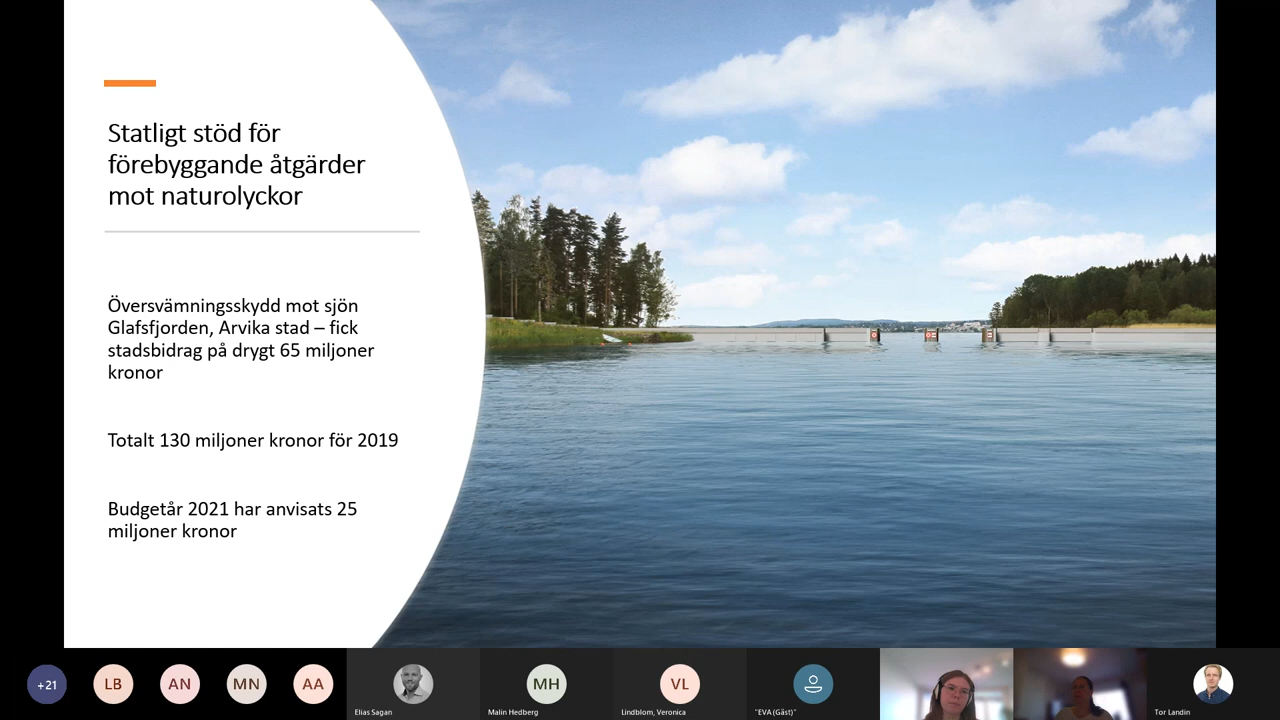 Statligt stöd för
förebyggande åtgärder
mot naturolyckor
Översvämningsskydd mot sjön
Glafsfjorden, Arvika stad – fick
stadsbidrag på drygt 65 miljoner
kronor
Totalt 130 miljoner kronor för 2019
Budgetår 2021 har anvisats 25
miljoner kronor
+21
LB
AN
MN
AA
Elias Sagan
MH
Malin Hedberg
VL
Lindblom, Veronica
"EVA (Gäst)"
Tor Landin